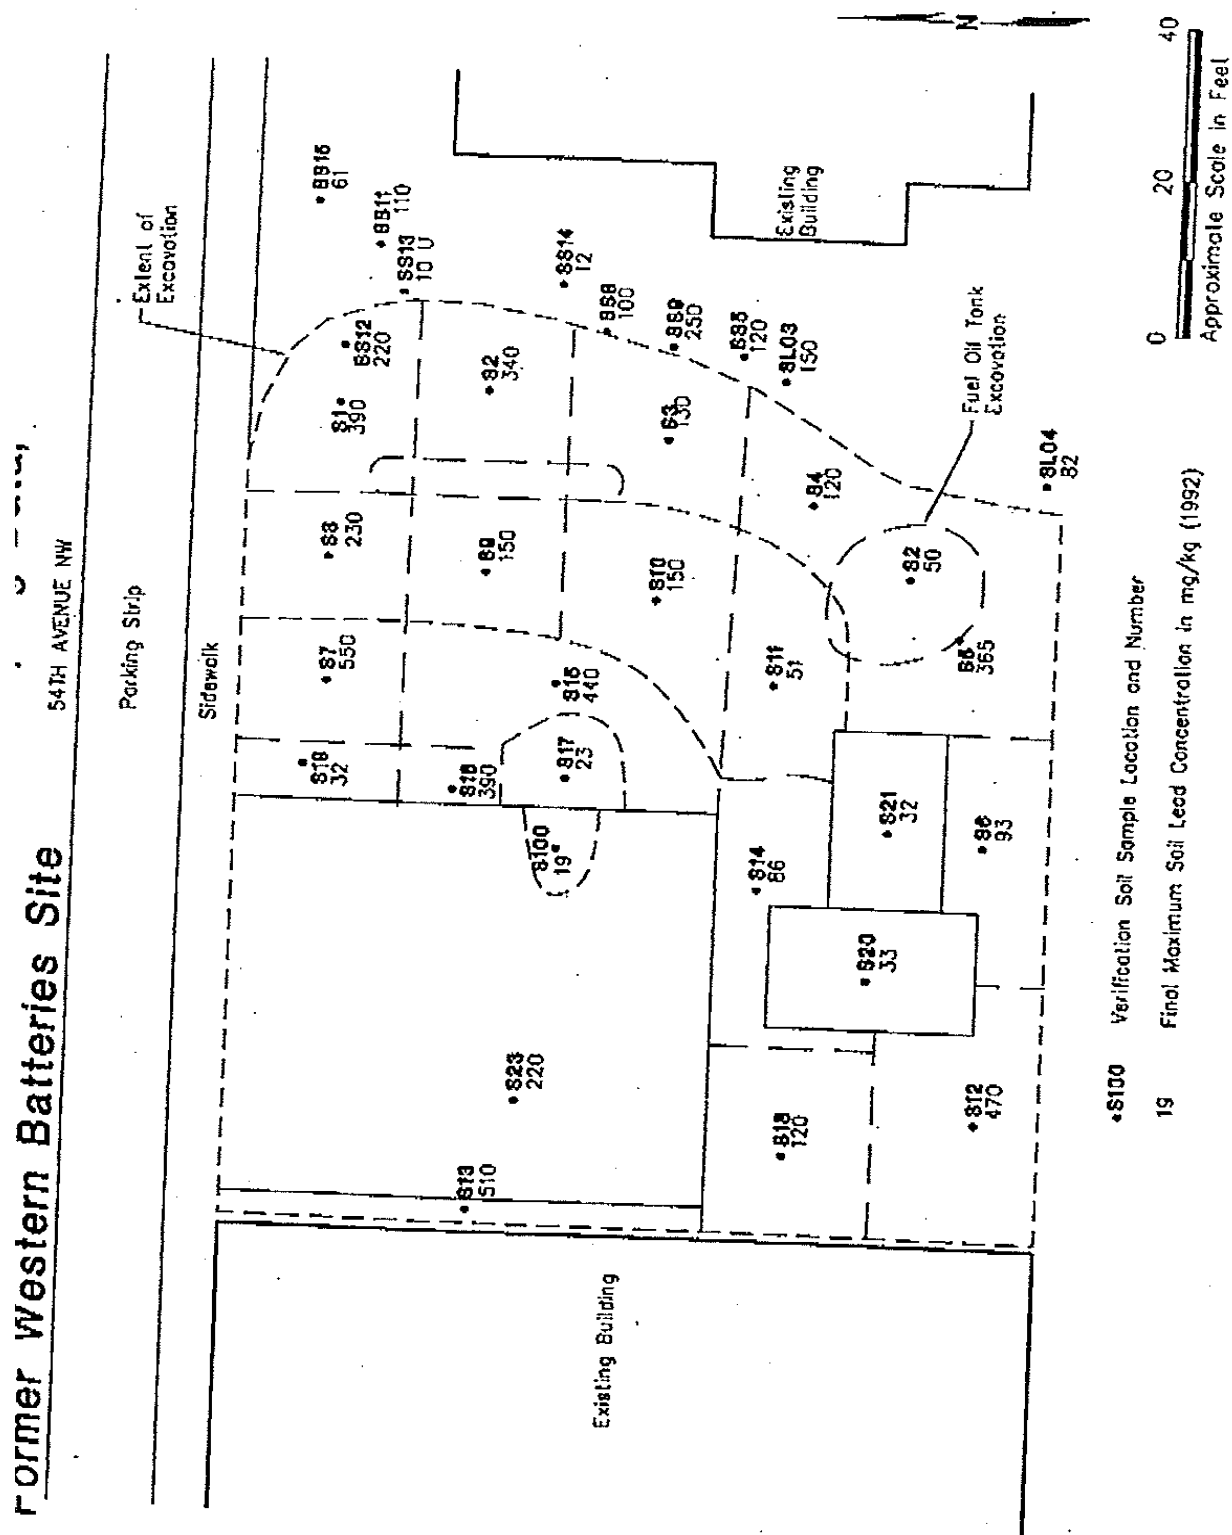 Former Western Batteries Site
54TH AVENUE NW
Parking Strip
Sidewalk
Extent of
Excavation
SS15
61
SS11
110
SS13
10 U
SS12
220
S1
390
S2
340
SS14
12
SS8
100
SS9
250
SS5
120
SL03
150
S3
130
S4
120
SL04
82
Existing
Building
Fuel Oil Tank
Excavation
S8
230
S9
150
S10
150
S11
51
S2
50
S5
365
S7
550
S15
440
S17
23
S19
32
S16
390
S100
19
S14
86
S21
32
S6
93
S20
33
S23
220
S13
510
S18
120
S12
470
Existing Building
N
0
20
40
Approximate Scale in Feet
S100
Verification Soil Sample Location and Number
19
Final Maximum Soil Lead Concentration in mg/kg (1992)